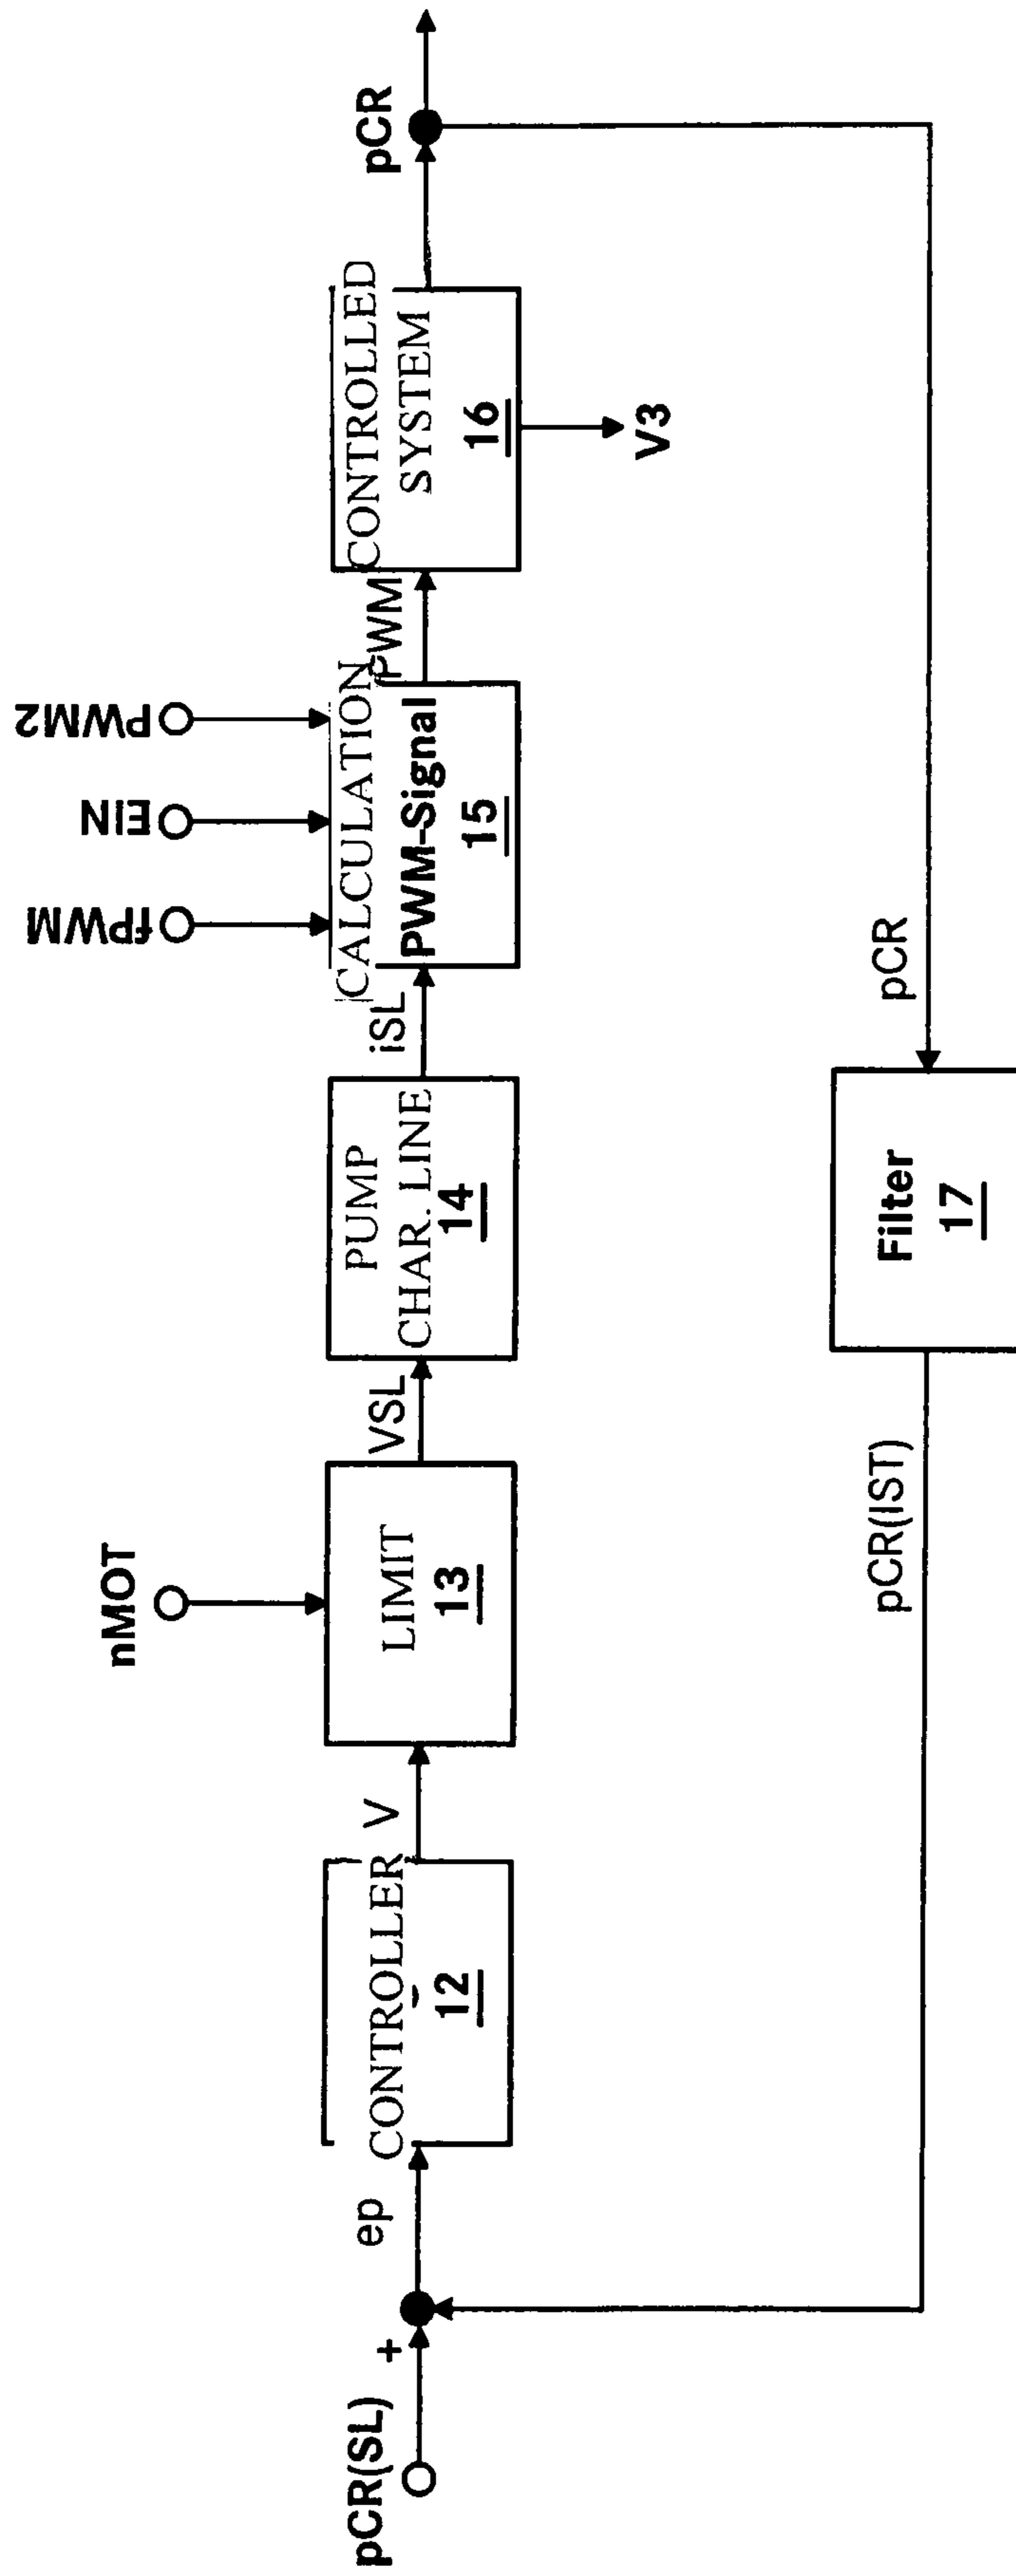 pCR(SL)
+
ep
CONTROLLER
12
V
nMOT
LIMIT
13
VSL
PUMP
CHAR. LINE
14
iSL
fPWM
EIN
PWM2
CALCULATION
PWM-Signal
15
PWM
CONTROLLED
SYSTEM
16
V3
pCR
pCR
Filter
17
pCR(IST)